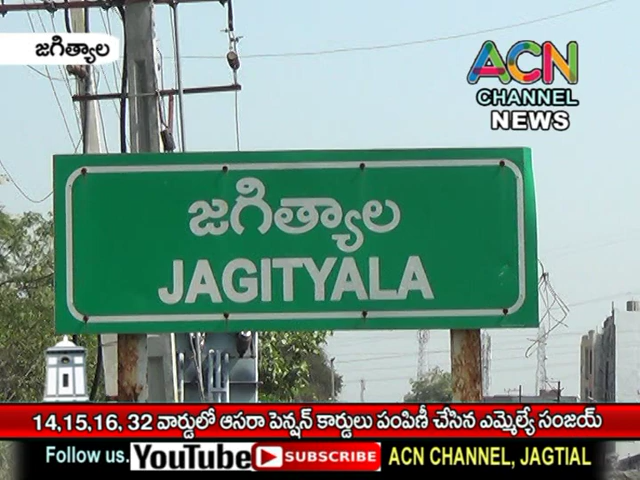 జగిత్యాల
ACN
CHANNEL
NEWS
జగిత్యాల
JAGITYALA
14,15,16, 32 వార్డులో ఆసరా పెన్షన్ కార్డులు పంపిణీ చేసిన ఎమ్మెల్యే సంజయ్
Follow us. YouTube SUBSCRIBE ACN CHANNEL, JAGTIAL